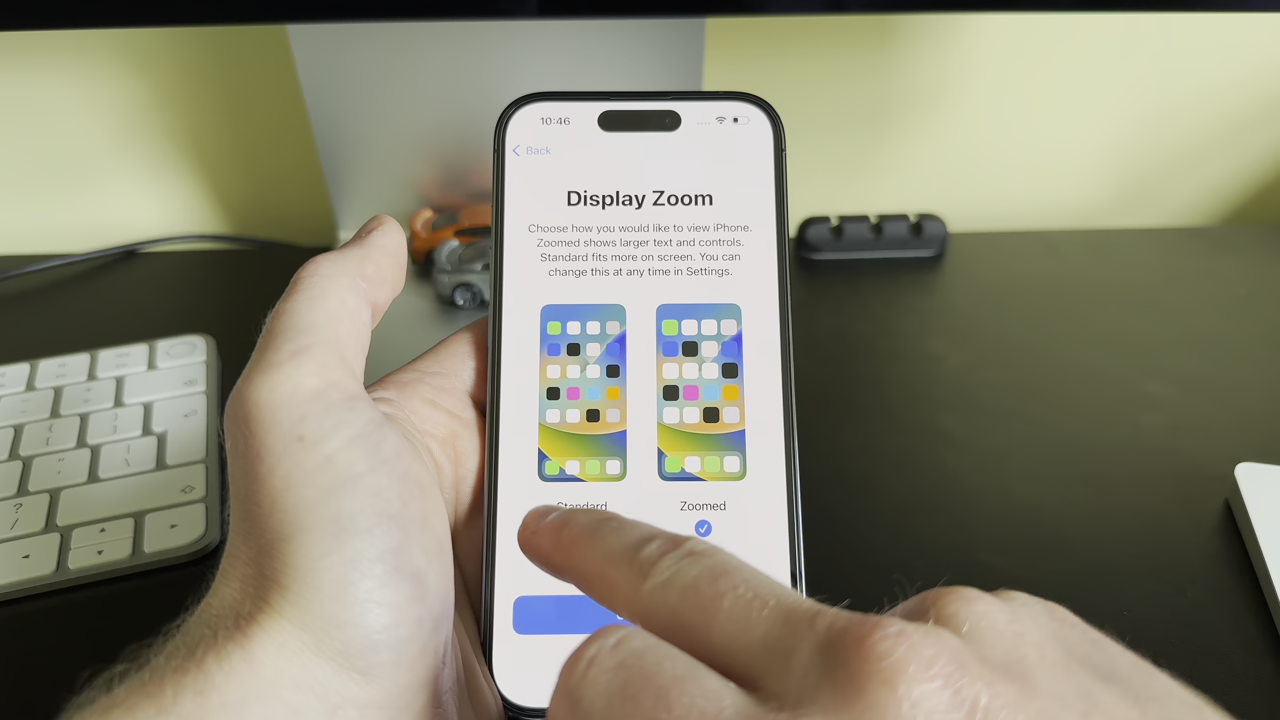 10:46
Back
Display Zoom
Choose how you would like to view iPhone.
Zoomed shows larger text and controls.
Standard fits more on screen. You can
change this at any time in Settings.
Standard Zoomed
?